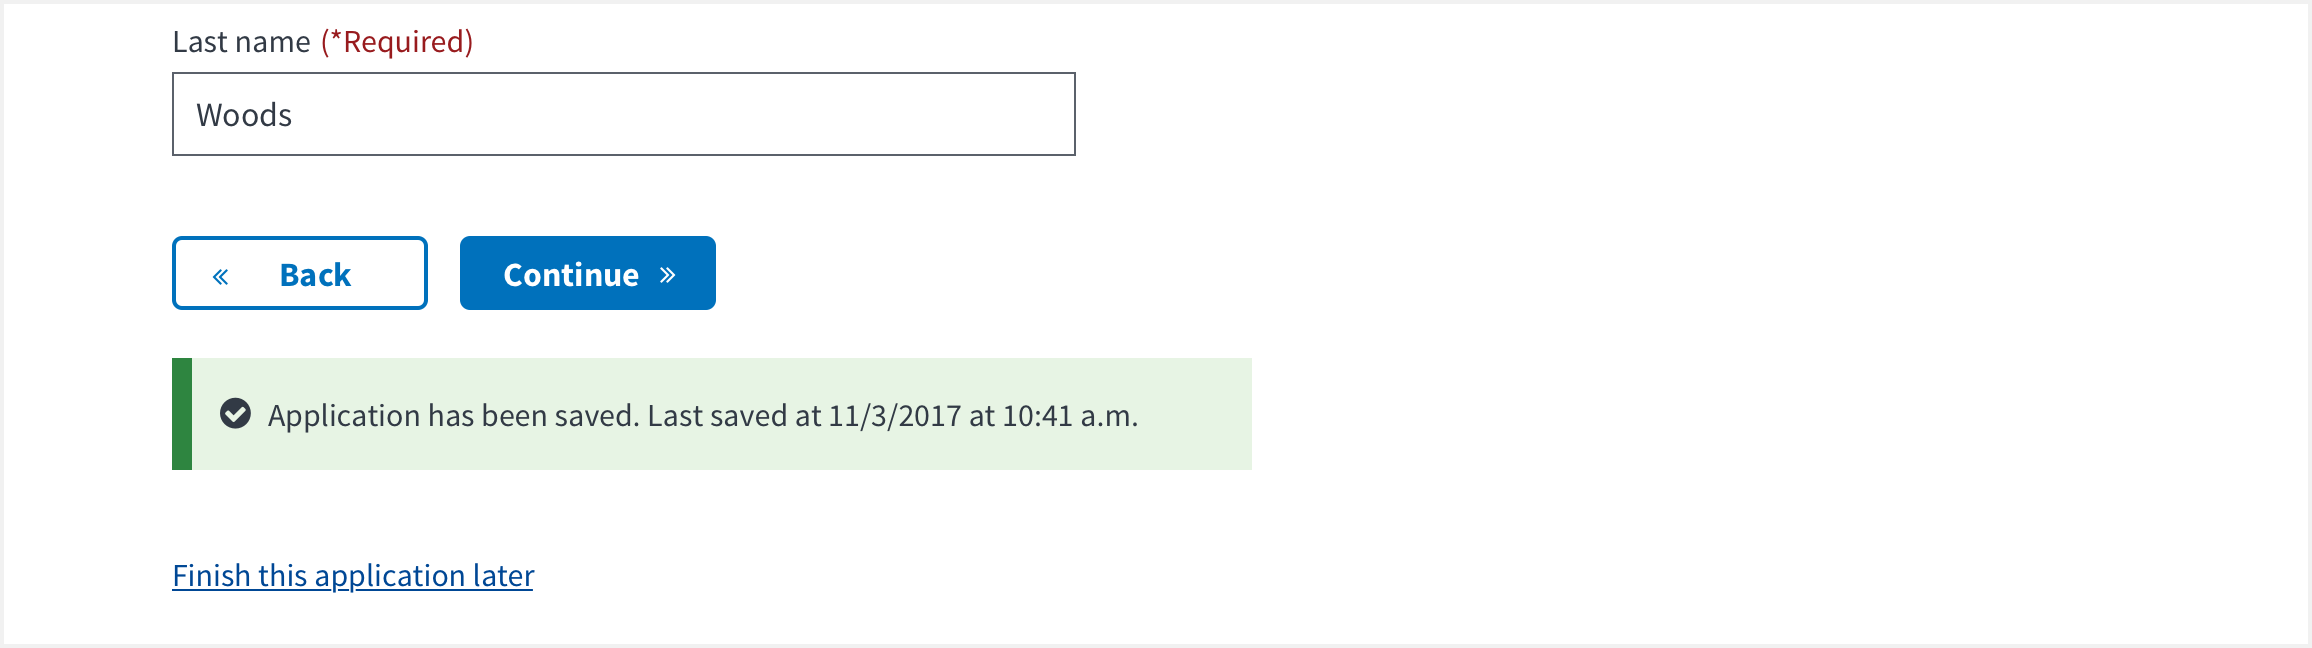 Last name (*Required)
Woods
« Back Continue »
Application has been saved. Last saved at 11/3/2017 at 10:41 a.m.
Finish this application later